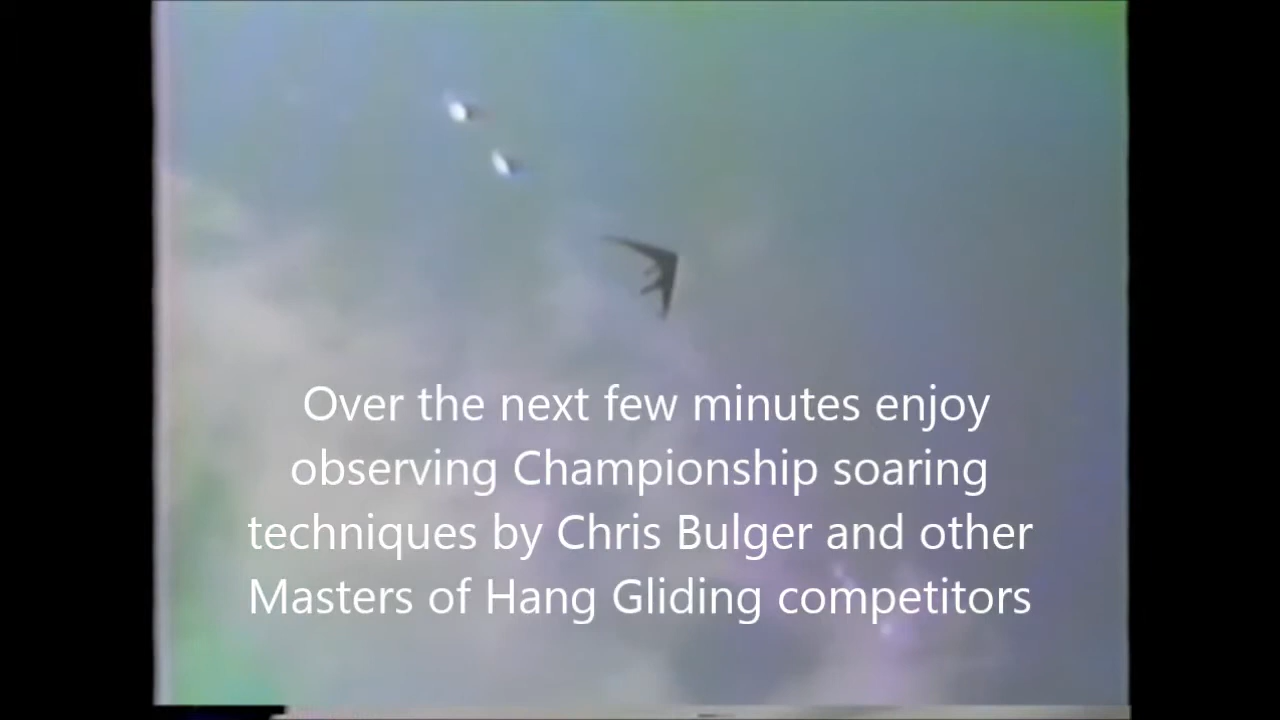 Over the next few minutes enjoy
observing Championship soaring
techniques by Chris Bulger and other
Masters of Hang Gliding competitors